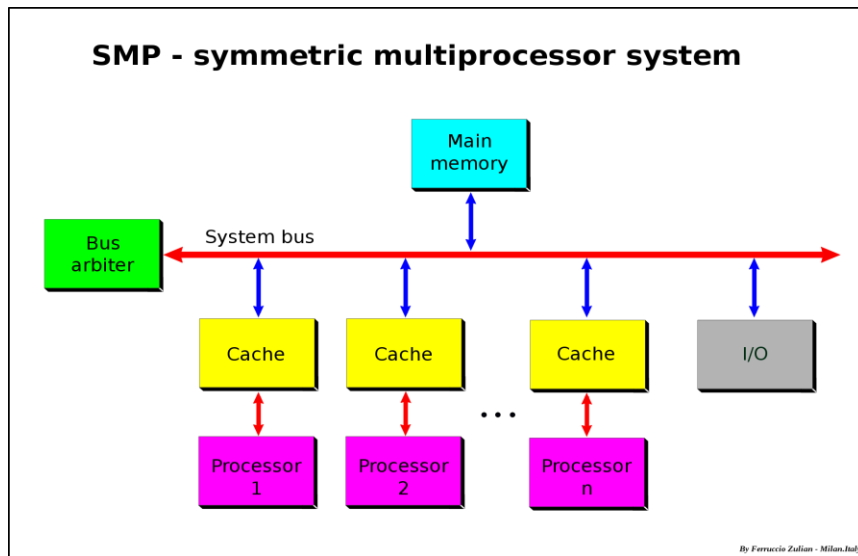 SMP - symmetric multiprocessor system
Main
memory
Bus
arbiter
System bus
Cache
Cache
Cache
I/O
...
Processor
1
Processor
2
Processor
n
By Ferruccio Zulian - Milan.Italy